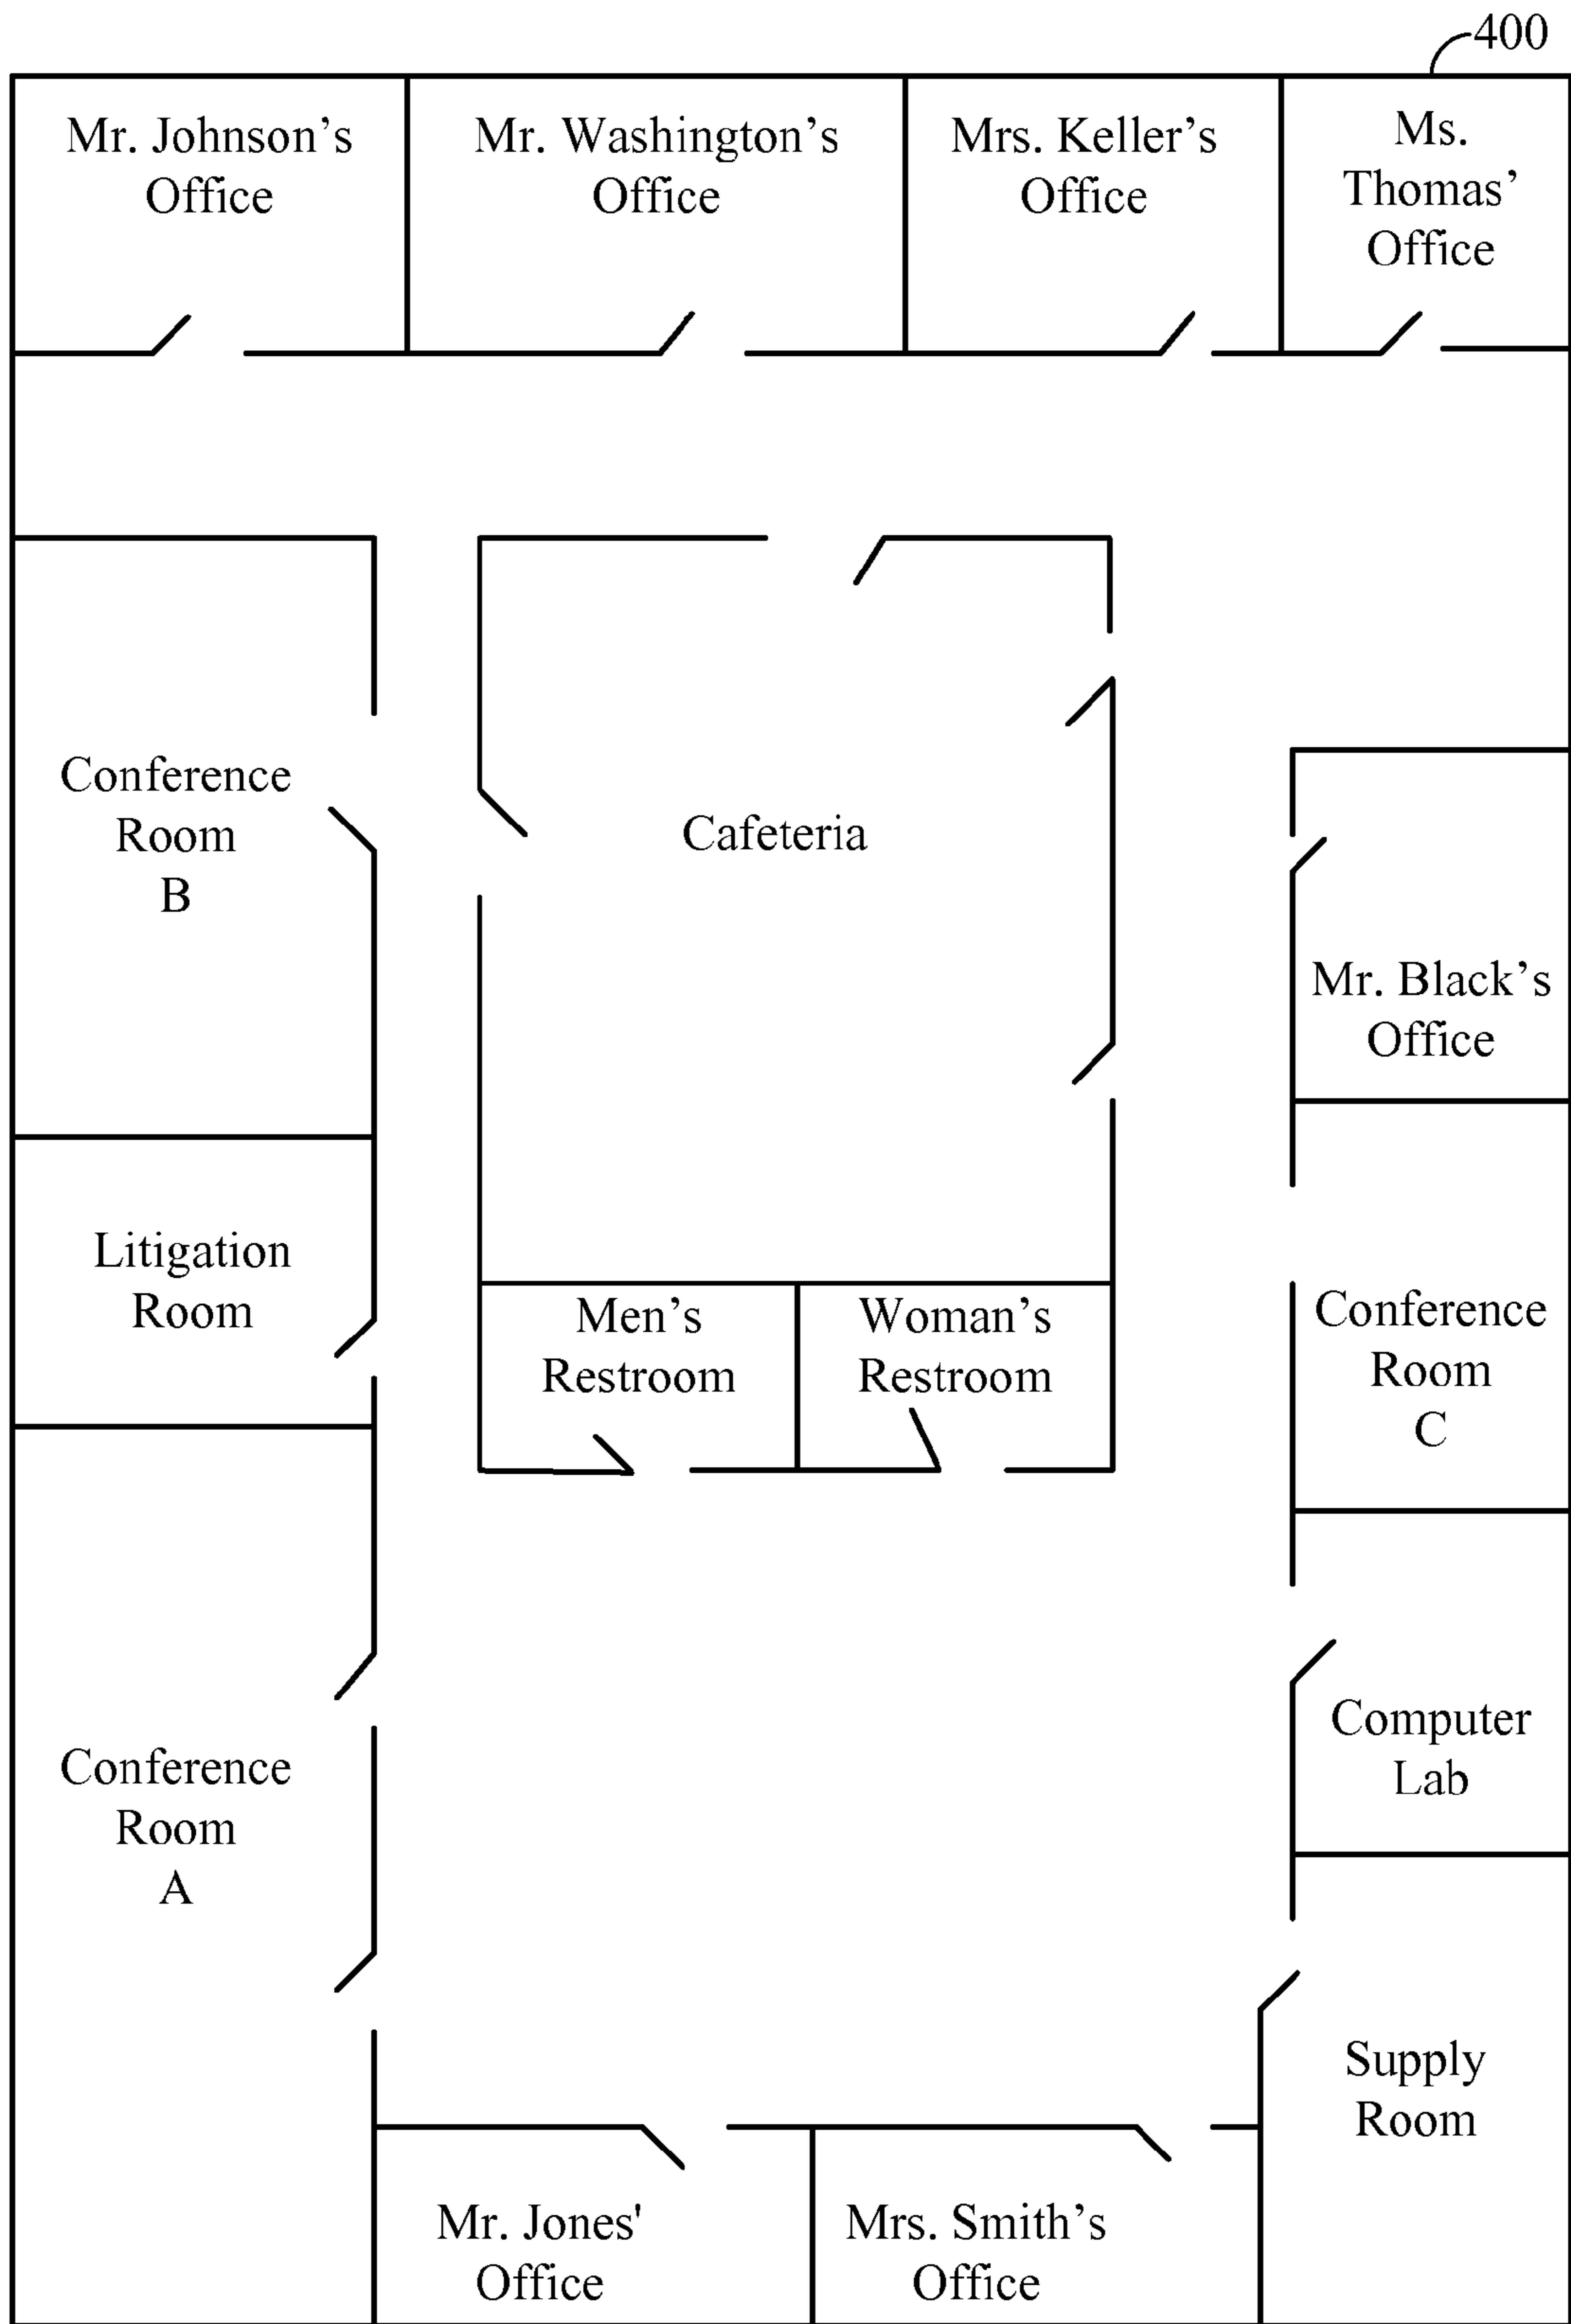 400
Mr. Johnson’s
Office
Mr. Washington’s
Office
Mrs. Keller’s
Office
Ms.
Thomas’
Office
Conference
Room
B
Cafeteria
Mr. Black’s
Office
Litigation
Room
Men’s
Restroom
Woman’s
Restroom
Conference
Room
C
Conference
Room
A
Computer
Lab
Supply
Room
Mr. Jones'
Office
Mrs. Smith’s
Office